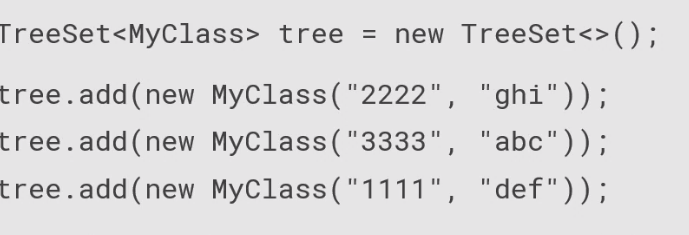 TreeSet<MyClass> tree = new TreeSet<>();
tree.add(new MyClass("2222", "ghi"));
tree.add(new MyClass("3333", "abc"));
tree.add(new MyClass("1111", "def"));